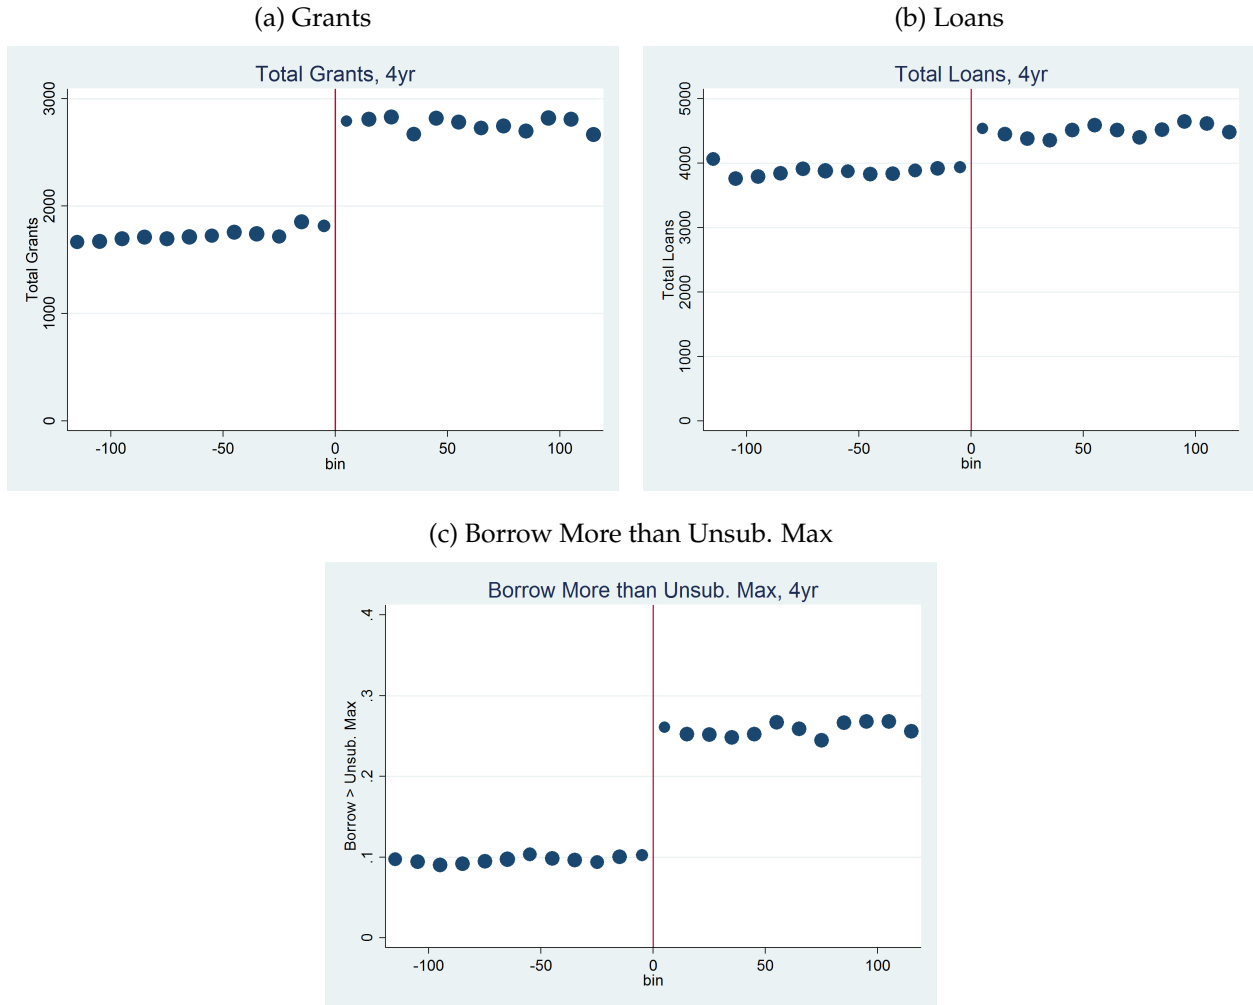 (a) Grants
Total Grants, 4yr
Total Grants
3000
2000
1000
0
-100 -50 0 50 100
bin
(b) Loans
Total Loans, 4yr
Total Loans
5000
4000
3000
2000
1000
0
-100 -50 0 50 100
bin
(c) Borrow More than Unsub. Max
Borrow More than Unsub. Max, 4yr
Borrow > Unsub. Max
.4
.3
.2
.1
0
-100 -50 0 50 100
bin